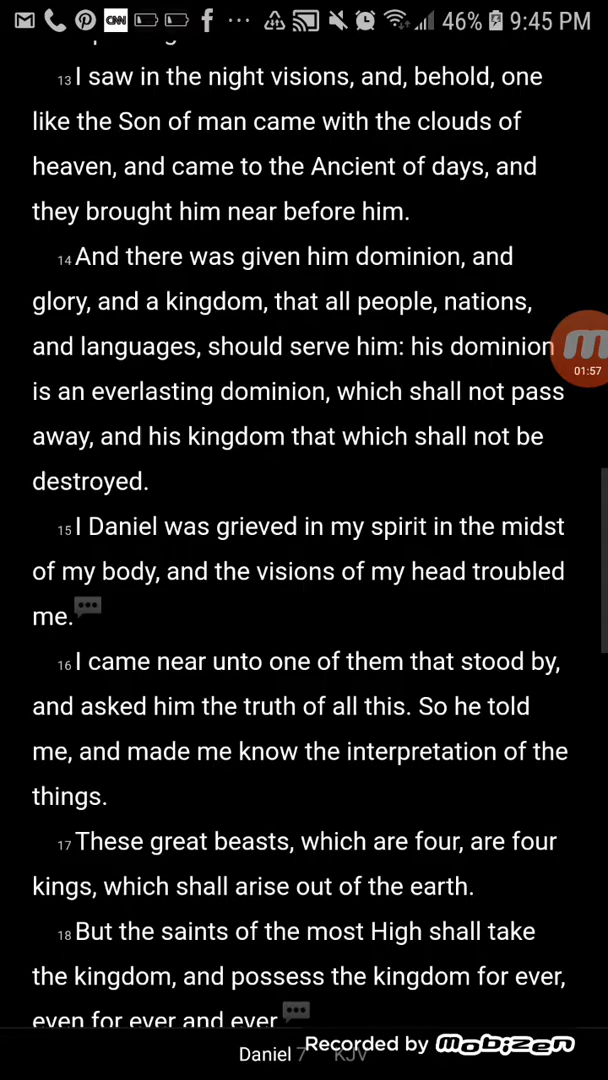 CNN f ... 46% 9:45 PM
13 I saw in the night visions, and, behold, one
like the Son of man came with the clouds of
heaven, and came to the Ancient of days, and
they brought him near before him.
14 And there was given him dominion, and
glory, and a kingdom, that all people, nations,
and languages, should serve him: his dominion
01:57
is an everlasting dominion, which shall not pass
away, and his kingdom that which shall not be
destroyed.
15 I Daniel was grieved in my spirit in the midst
of my body, and the visions of my head troubled
me.
16 I came near unto one of them that stood by,
and asked him the truth of all this. So he told
me, and made me know the interpretation of the
things.
17 These great beasts, which are four, are four
kings, which shall arise out of the earth.
18 But the saints of the most High shall take
the kingdom, and possess the kingdom for ever,
even for ever and ever
Daniel 7 KJV
Recorded by mobizen